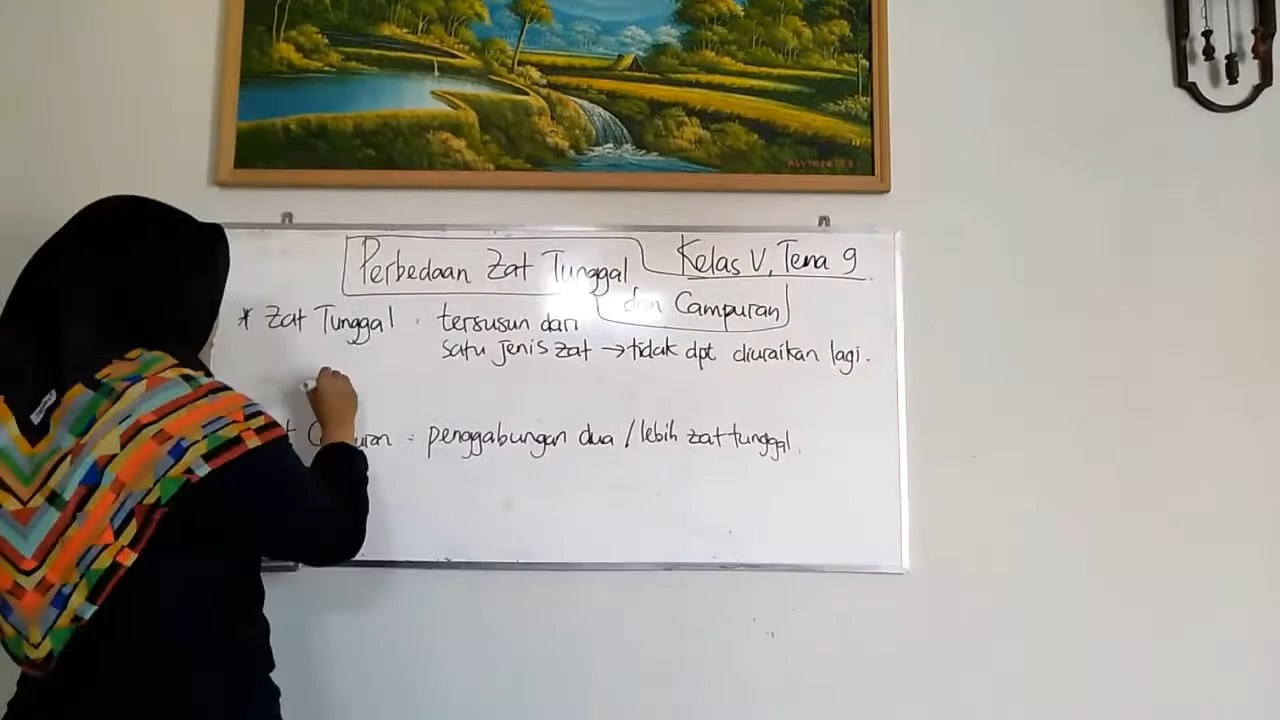 Perbedaan Zat Tunggal
dan Campuran
Kelas V, Tema 9
* Zat Tunggal : tersusun dari
satu jenis zat → tidak dpt diuraikan lagi.
: penggabungan dua / lebih zat tunggal.